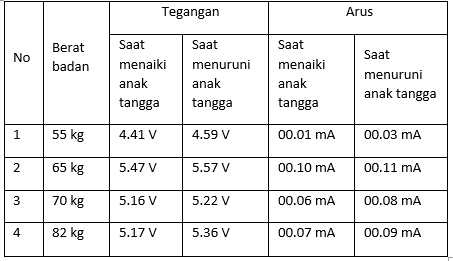 No
Berat
badan
Tegangan
Arus
Saat
menaiki
anak
tangga
Saat
menuruni
anak
tangga
Saat
menaiki
anak
tangga
Saat
menuruni
anak tangga
1 55 kg 4.41 V 4.59 V 00.01 mA 00.03 mA
2 65 kg 5.47 V 5.57 V 00.10 mA 00.11 mA
3 70 kg 5.16 V 5.22 V 00.06 mA 00.08 mA
4 82 kg 5.17 V 5.36 V 00.07 mA 00.09 mA